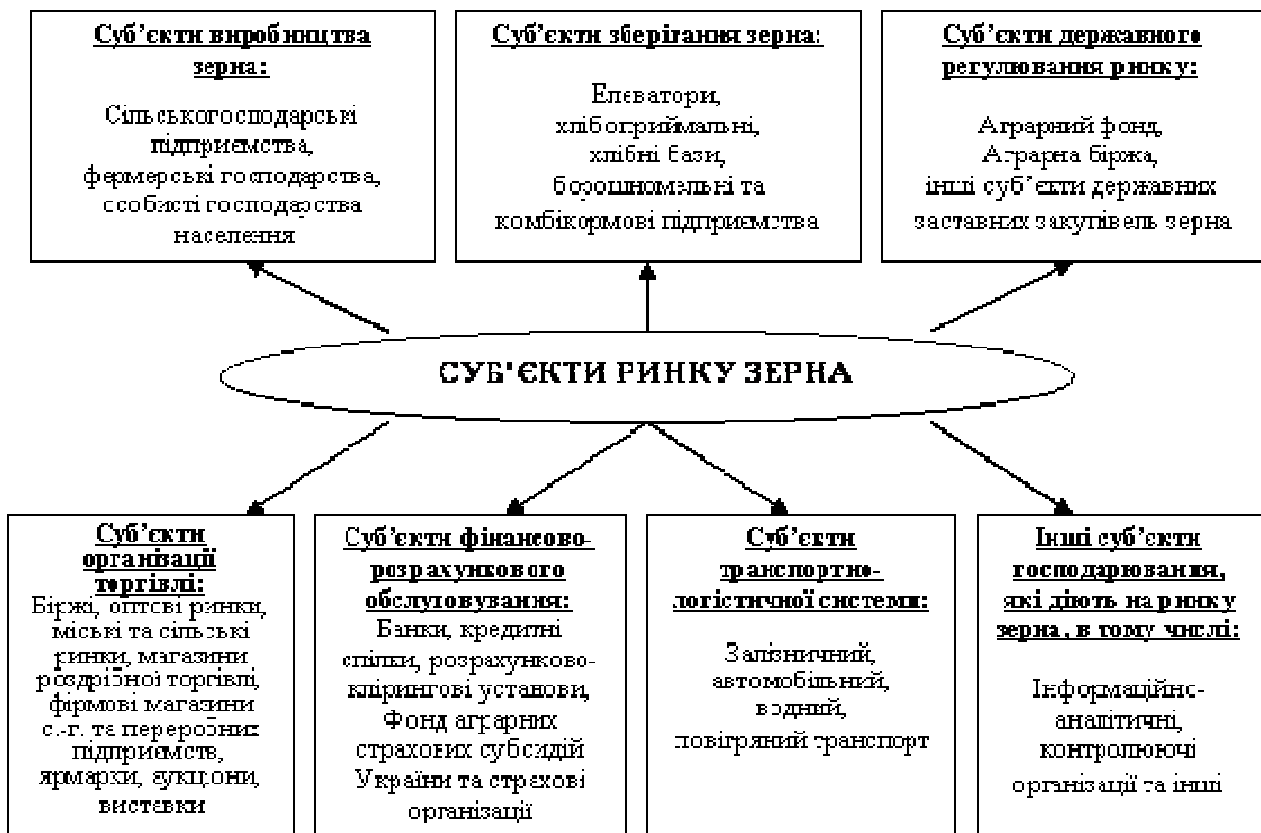 Суб’єкти виробництва
зерна:
Сільськогосподарські
підприємства,
фермерські господарства,
особисті господарства
населення
Суб’єкти зберігання зерна:
Елеватори,
хлібоприймальні,
хлібні бази,
борошномельні та
комбікормові підприємства
Суб’єкти державного
регулювання ринку:
Аграрний фонд,
Аграрна біржа,
інші суб’єкти державних
заставних закупівель зерна
СУБ’ЄКТИ РИНКУ ЗЕРНА
Суб’єкти
організації
торгівлі:
Біржі, оптові ринки,
міські та сільські
ринки, магазини
роздрібної торгівлі,
фірмові магазини
с.-г. та переробних
підприємств,
ярмарки, аукціони,
виставки
Суб’єкти фінансово-
розрахункового
обслуговування:
Банки, кредитні
спілки, розрахунково-
клірингові установи,
Фонд аграрних
страхових субсидій
України та страхові
організації
Суб’єкти
транспортно-
логістичної системи:
Залізничний,
автомобільний,
водний,
повітряний транспорт
Інші суб’єкти
господарювання,
які діють на ринку
зерна, в тому числі:
Інформаційно-
аналітичні,
контролюючі
організації та інші